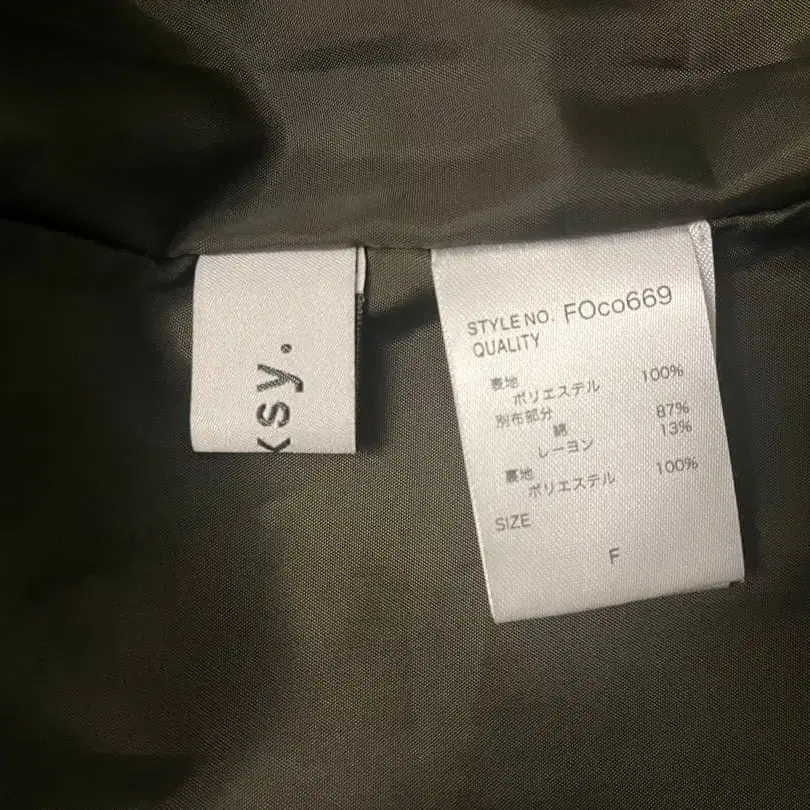 ksy.
STYLE NO. FOco669
QUALITY
表地
ポリエステル 100%
別布部分
綿 87%
レーヨン 13%
裏地
ポリエステル 100%
SIZE
F